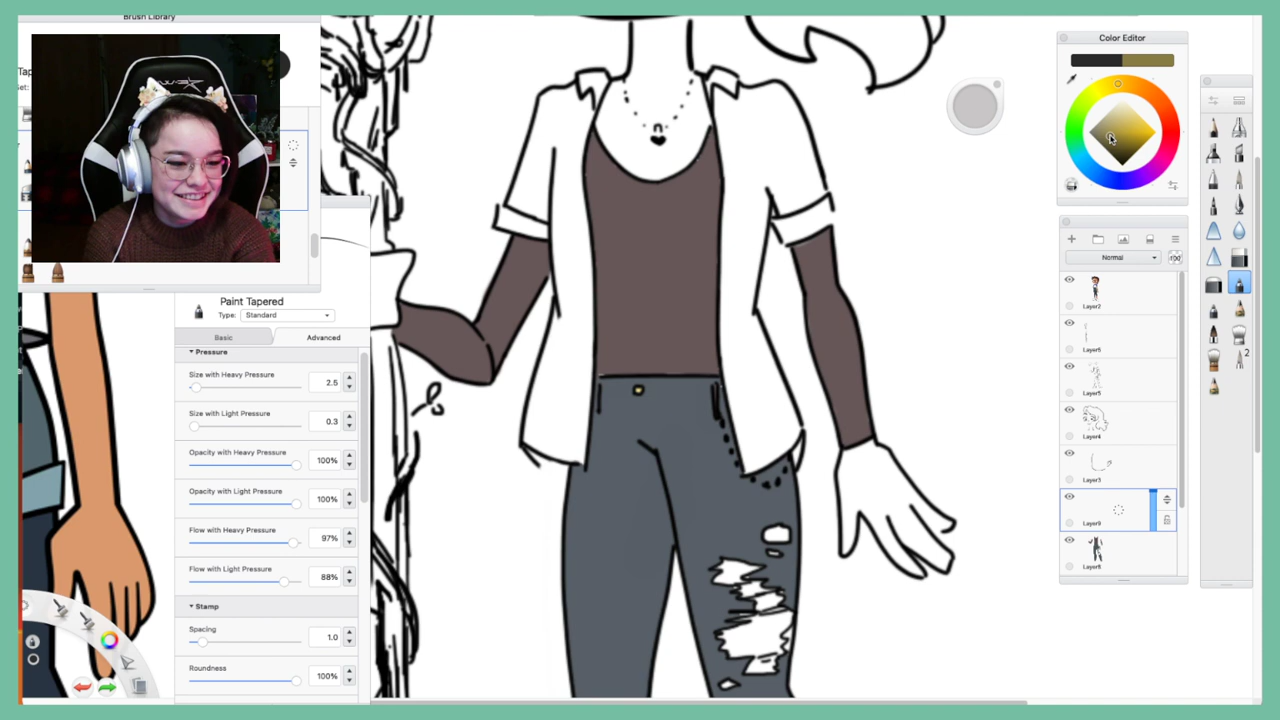 Brush Library
Tap
Set:
Paint Tapered
Type: Standard
Basic
Advanced
Pressure
Size with Heavy Pressure
2.5
Size with Light Pressure
0.3
Opacity with Heavy Pressure
100%
Opacity with Light Pressure
100%
Flow with Heavy Pressure
97%
Flow with Light Pressure
88%
Stamp
Spacing
1.0
Roundness
100%
Color Editor
Normal
Layer2
Layer6
Layer5
Layer4
Layer3
Layer9
Layer8
2